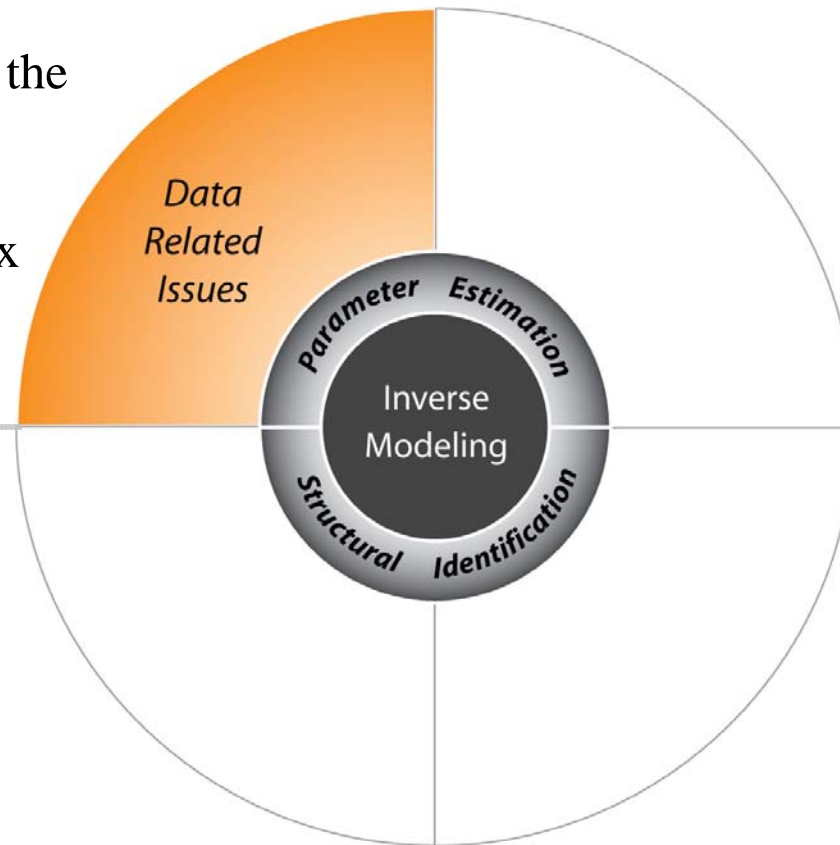 the
x
Data
Related
Issues
Parameter Estimation
Inverse
Modeling
Structural Identification